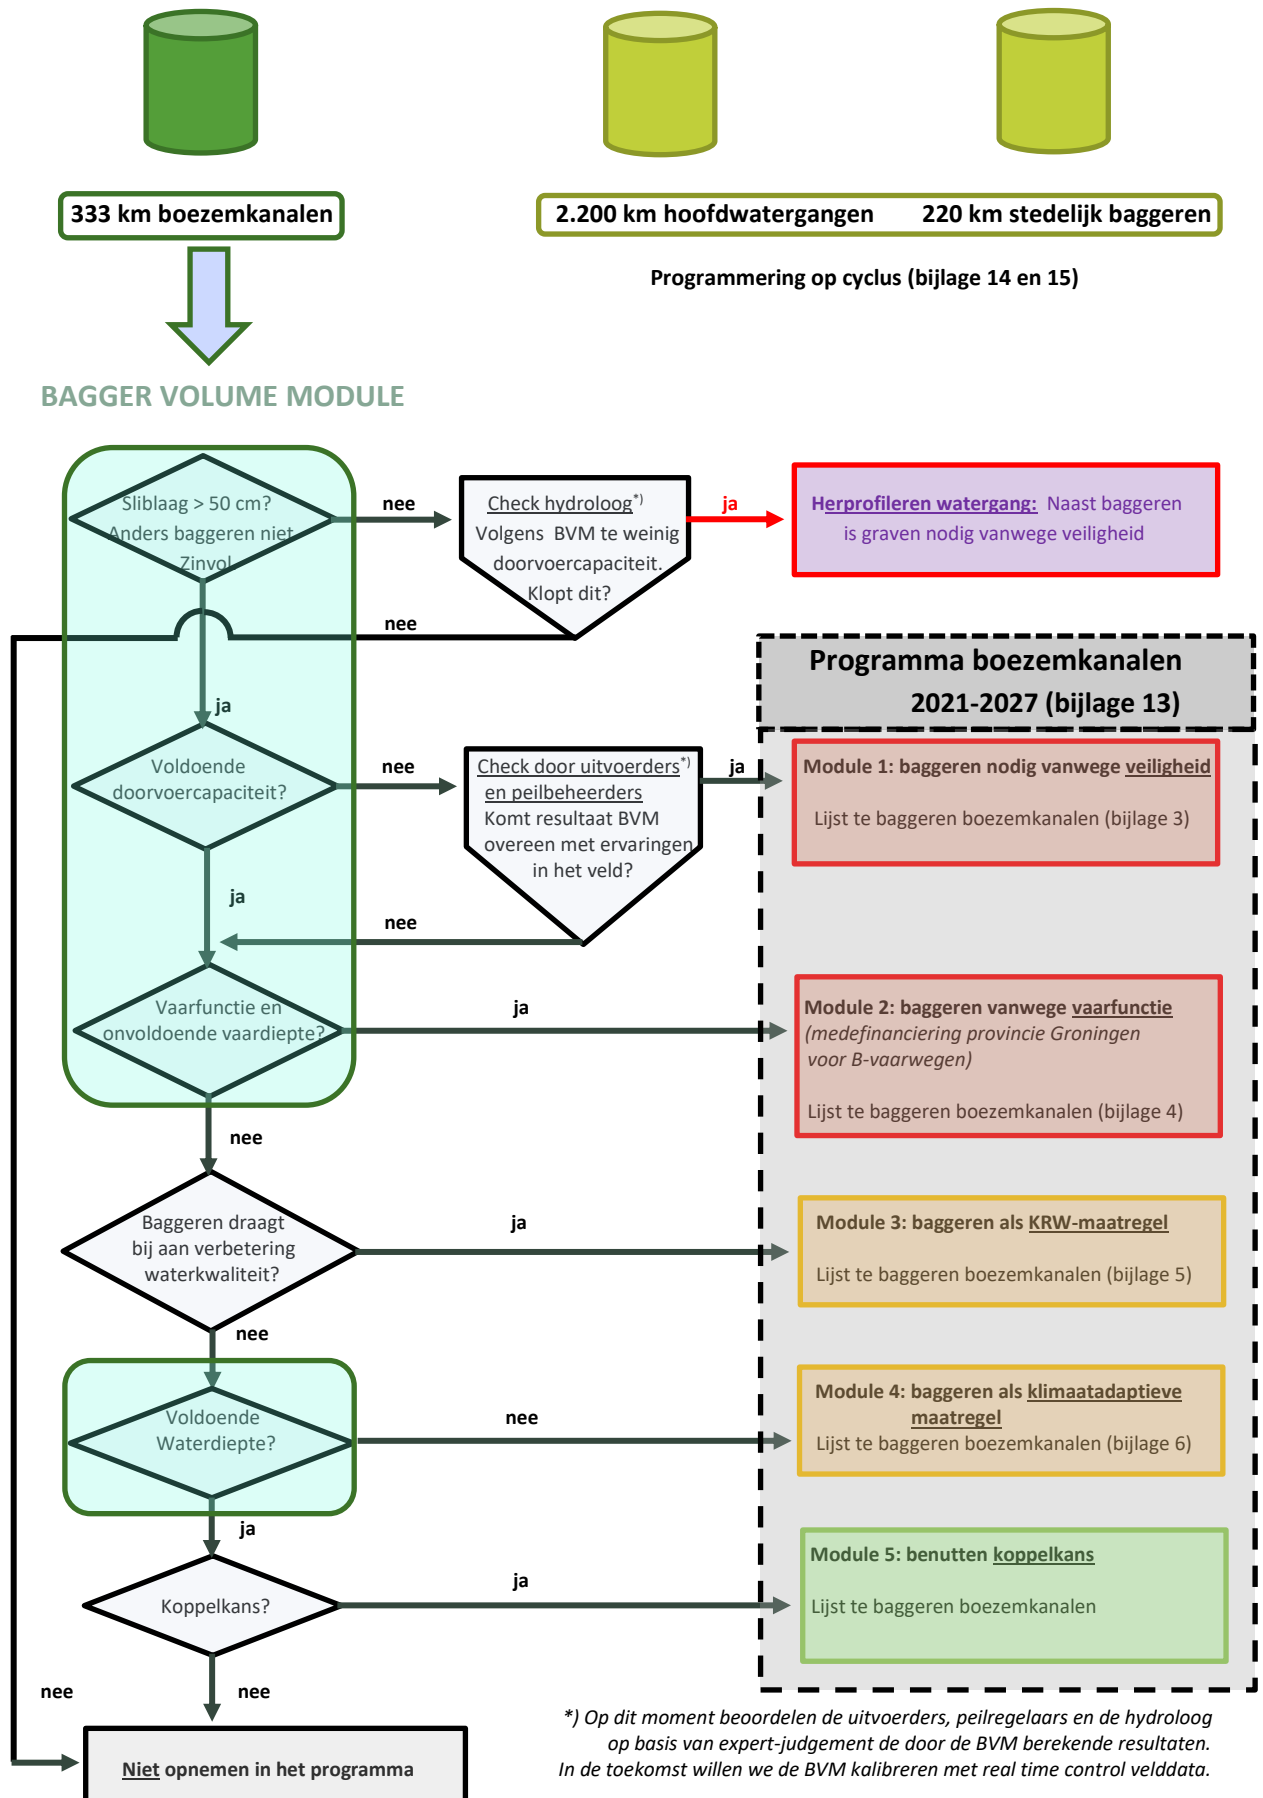 333 km boezemkanalen
2.200 km hoofdwatergangen 220 km stedelijk baggeren
Programmering op cyclus (bijlage 14 en 15)
BAGGER VOLUME MODULE
Sliblaag > 50 cm?
Anders baggeren niet
Zinvol
nee
Check hydroloog*)
Volgens BVM te weinig
doorvoercapaciteit.
Klopt dit?
ja
Herprofileren watergang: Naast baggeren
is graven nodig vanwege veiligheid
nee
ja
Programma boezemkanalen
2021-2027 (bijlage 13)
Voldoende
doorvoercapaciteit?
nee
Check door uitvoerders*)
en peilbeheerders
Komt resultaat BVM
overeen met ervaringen
in het veld?
ja
Module 1: baggeren nodig vanwege veiligheid
Lijst te baggeren boezemkanalen (bijlage 3)
ja
nee
Vaarfunctie en
onvoldoende vaardiepte?
ja
Module 2: baggeren vanwege vaarfunctie
(medefinanciering provincie Groningen
voor B-vaarwegen)
Lijst te baggeren boezemkanalen (bijlage 4)
nee
Baggeren draagt
bij aan verbetering
waterkwaliteit?
ja
Module 3: baggeren als KRW-maatregel
Lijst te baggeren boezemkanalen (bijlage 5)
nee
Voldoende
Waterdiepte?
nee
Module 4: baggeren als klimaatadaptieve
maatregel
Lijst te baggeren boezemkanalen (bijlage 6)
ja
Koppelkans?
ja
Module 5: benutten koppelkans
Lijst te baggeren boezemkanalen
nee
nee
Niet opnemen in het programma
*) Op dit moment beoordelen de uitvoerders, peilregelaars en de hydroloog
op basis van expert-judgement de door de BVM berekende resultaten.
In de toekomst willen we de BVM kalibreren met real time control velddata.